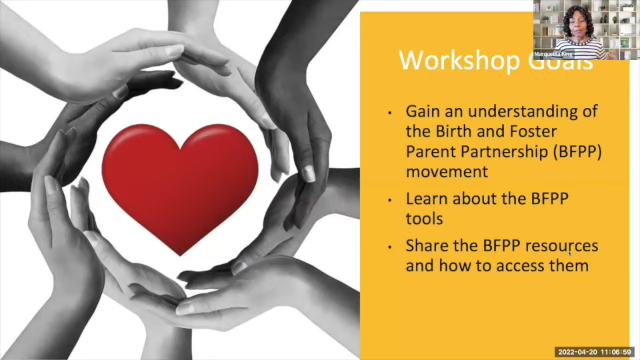 Workshop Goals
• Gain an understanding of
the Birth and Foster
Parent Partnership (BFPP)
movement
• Learn about the BFPP
tools
• Share the BFPP resources
and how to access them
2022-04-20 11:06:59